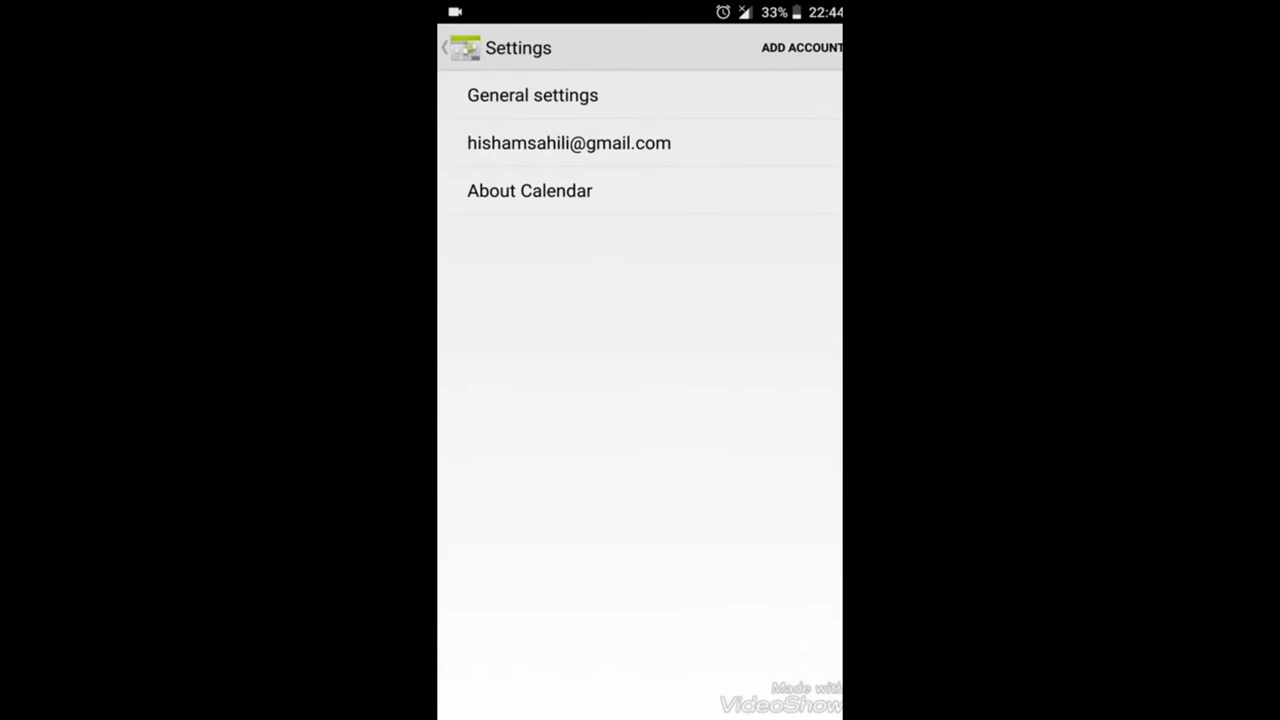 33% 22:44
Settings ADD ACCOUNT
General settings
hishamsahili@gmail.com
About Calendar
Made with
VideoShow